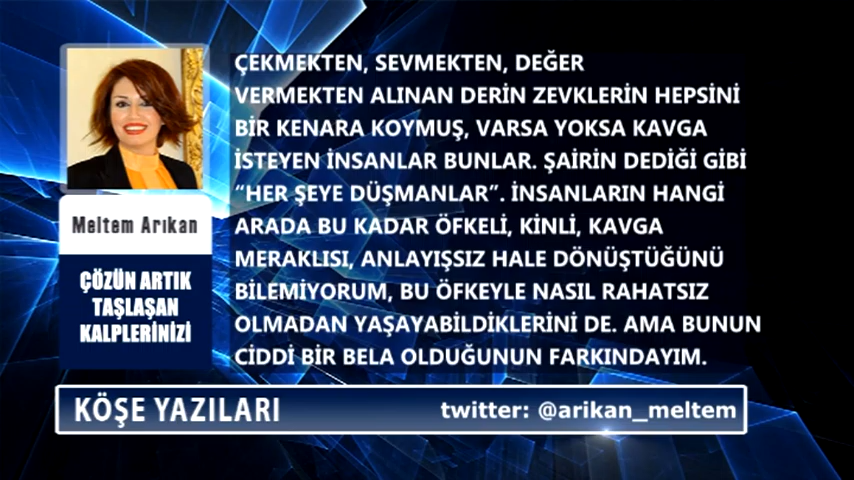 ÇEKMEKTEN, SEVMEKTEN, DEĞER
VERMEKTEN ALINAN DERİN ZEVKLERİN HEPSİNİ
BİR KENARA KOYMUŞ, VARSA YOKSA KAVGA
İSTEYEN İNSANLAR BUNLAR. ŞAİRİN DEDİĞİ GİBİ
“HER ŞEYE DÜŞMANLAR”. İNSANLARIN HANGİ
ARADA BU KADAR ÖFKELİ, KİNLİ, KAVGA
MERAKLISI, ANLAYIŞSIZ HALE DÖNÜŞTÜĞÜNÜ
BİLEMİYORUM, BU ÖFKEYLE NASIL RAHATSIZ
OLMADAN YAŞAYABİLDİKLERİNİ DE. AMA BUNUN
CİDDİ BİR BELA OLDUĞUNUN FARKINDAYIM.
Meltem Arıkan
ÇÖZÜN ARTIK
TAŞLAŞAN
KALPLERİNİZİ
KÖŞE YAZILARI
twitter: @arikan_meltem